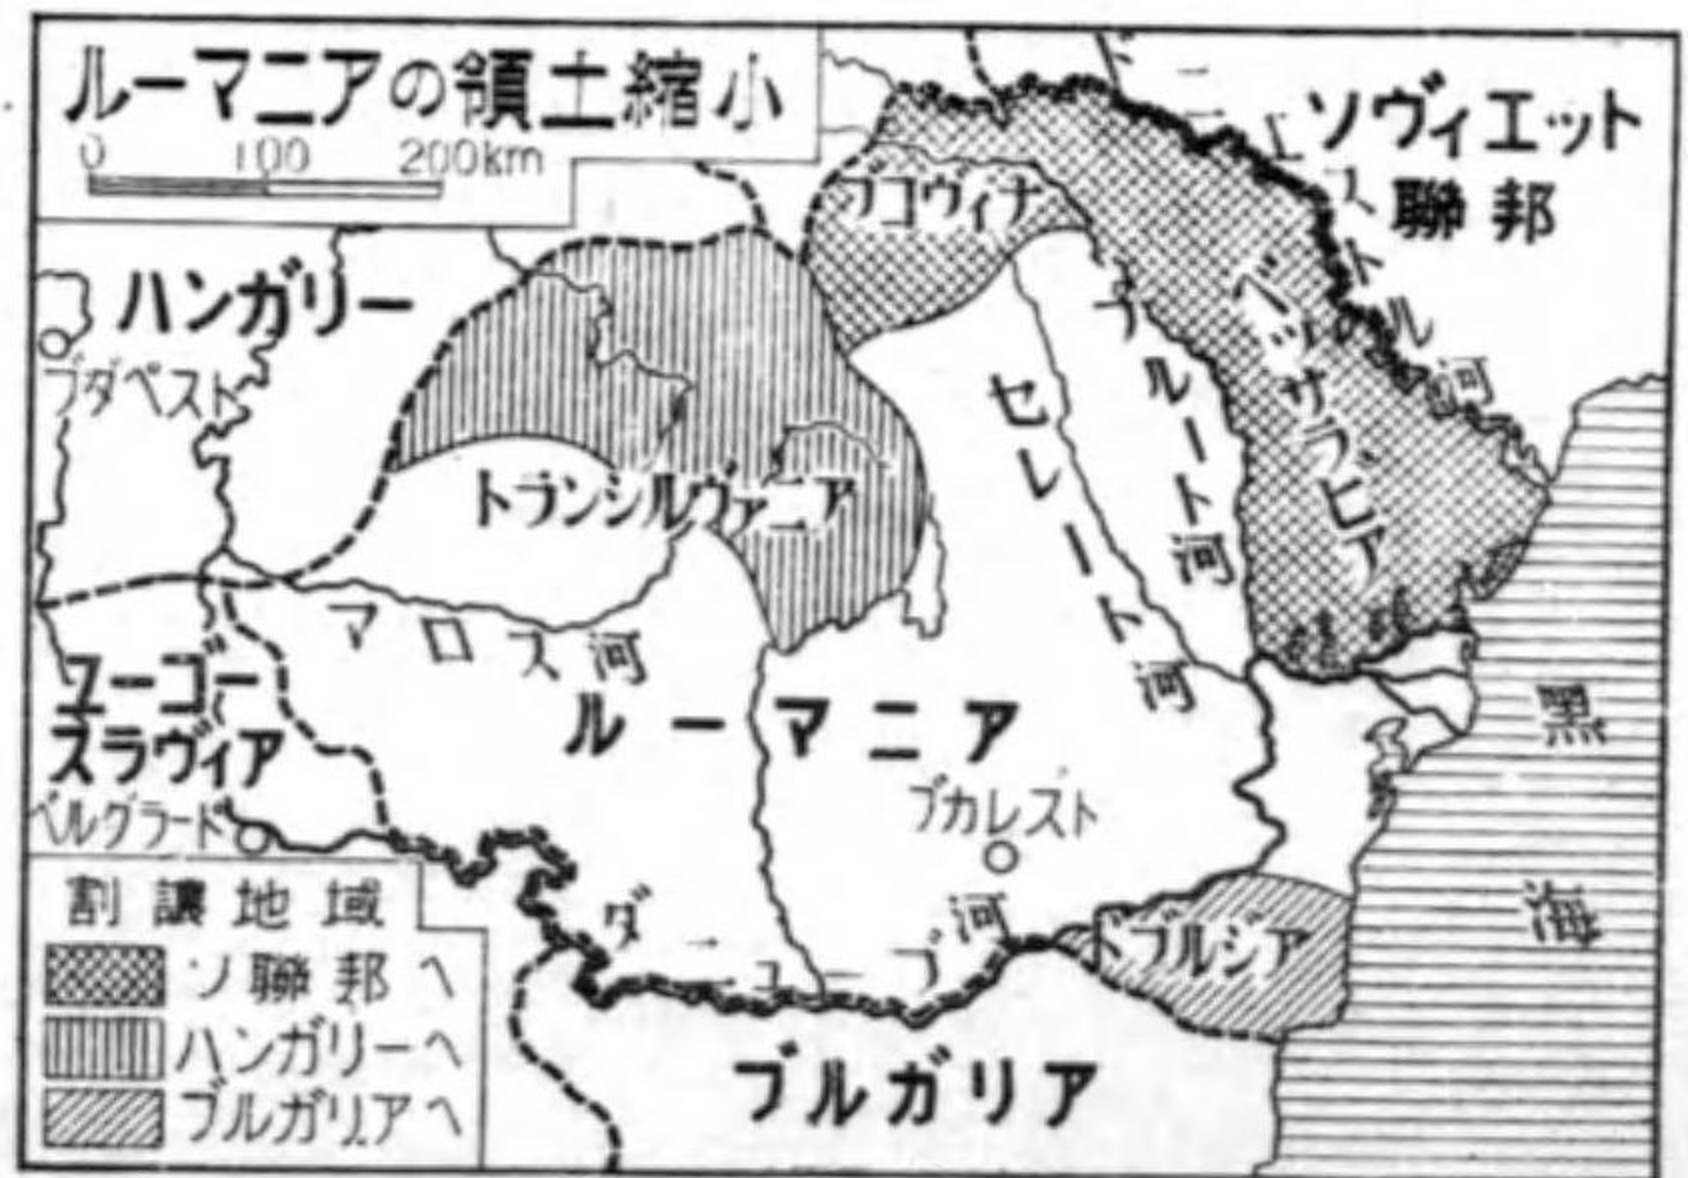 ルーマニアの領土縮小
0 100 200km
ソヴィエット
聯邦
ニエストル河
ブコヴィナ
ベッサラビア
プルート河
セレート河
ハンガリー
ブダペスト
トランシルヴァニア
マロス河
ユーゴー
スラヴィア
ベルグラード
ルーマニア
ブカレスト
ダニューブ河
ドブルジア
ブルガリア
黒海
割讓地域
ソ聯邦へ
ハンガリーへ
ブルガリアへ